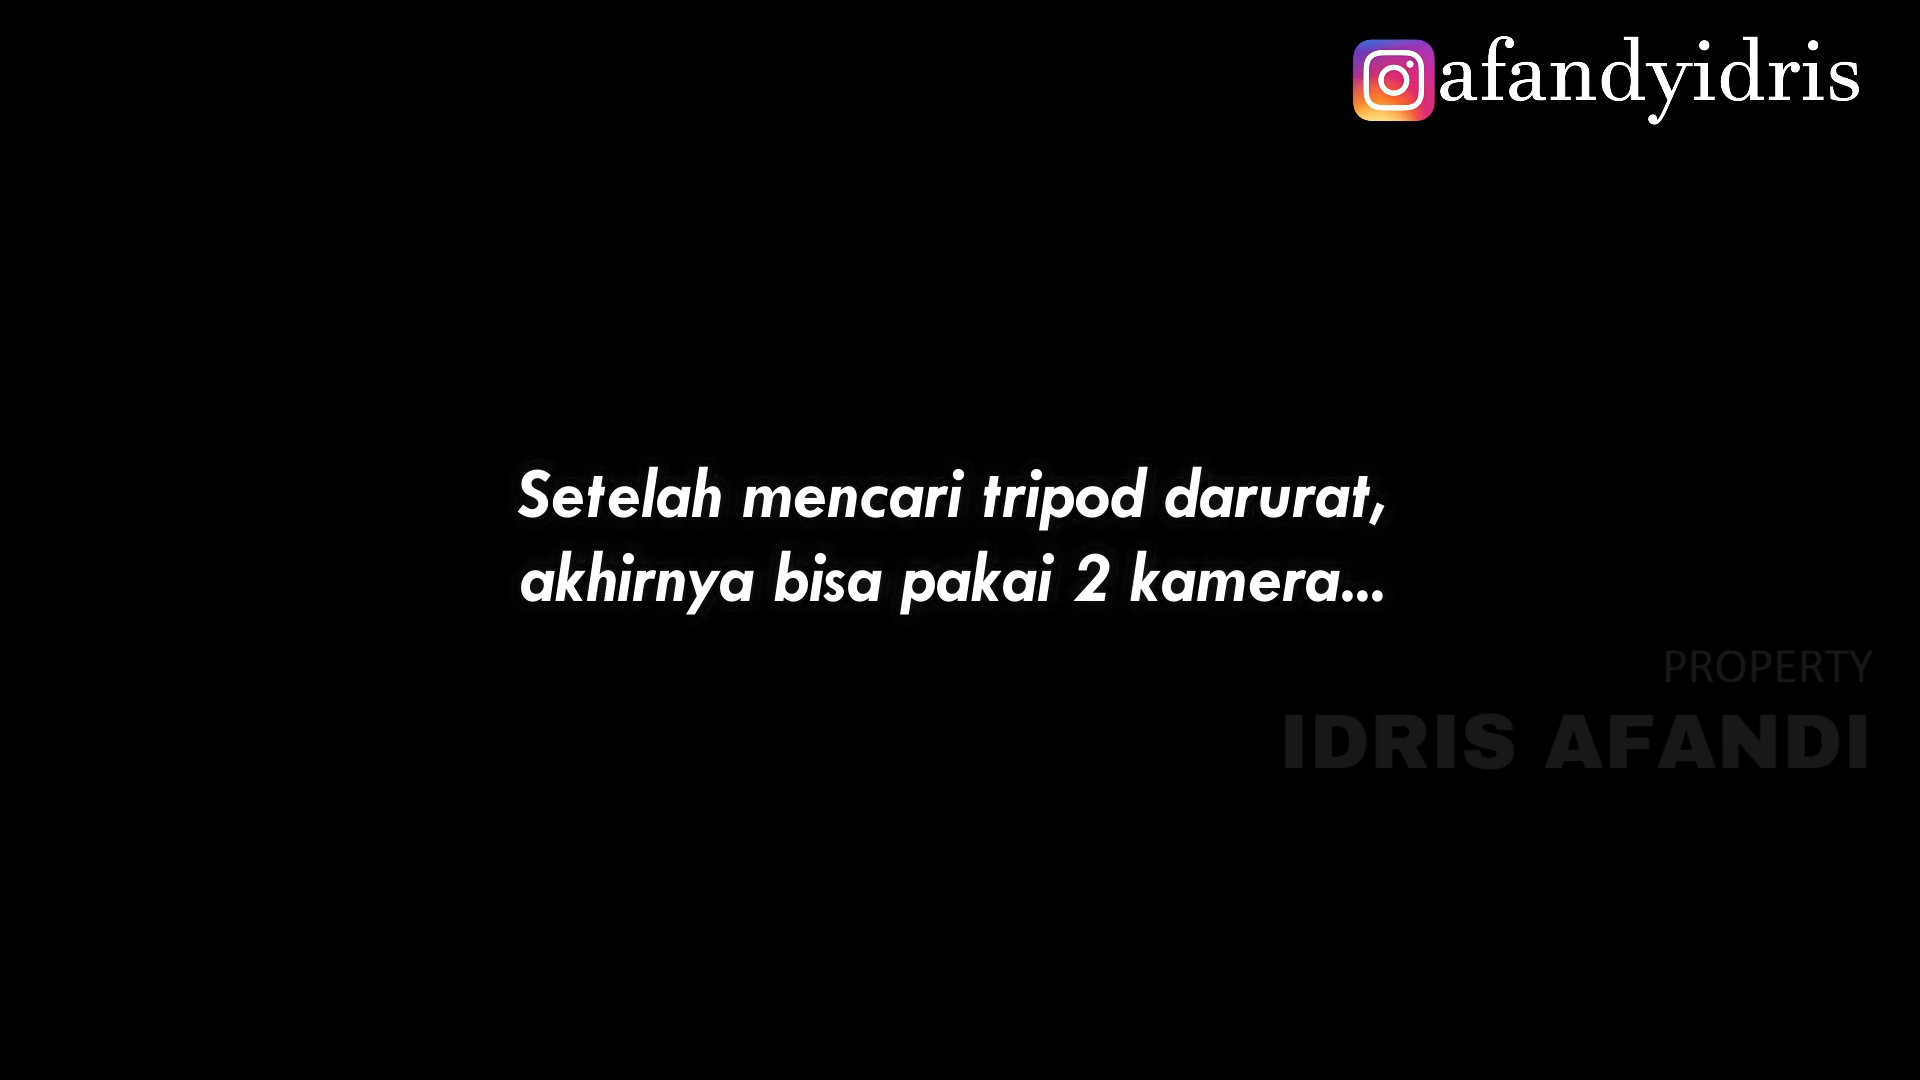 afandyidris
Setelah mencari tripod darurat,
akhirnya bisa pakai 2 kamera...
PROPERTY
IDRIS AFANDI